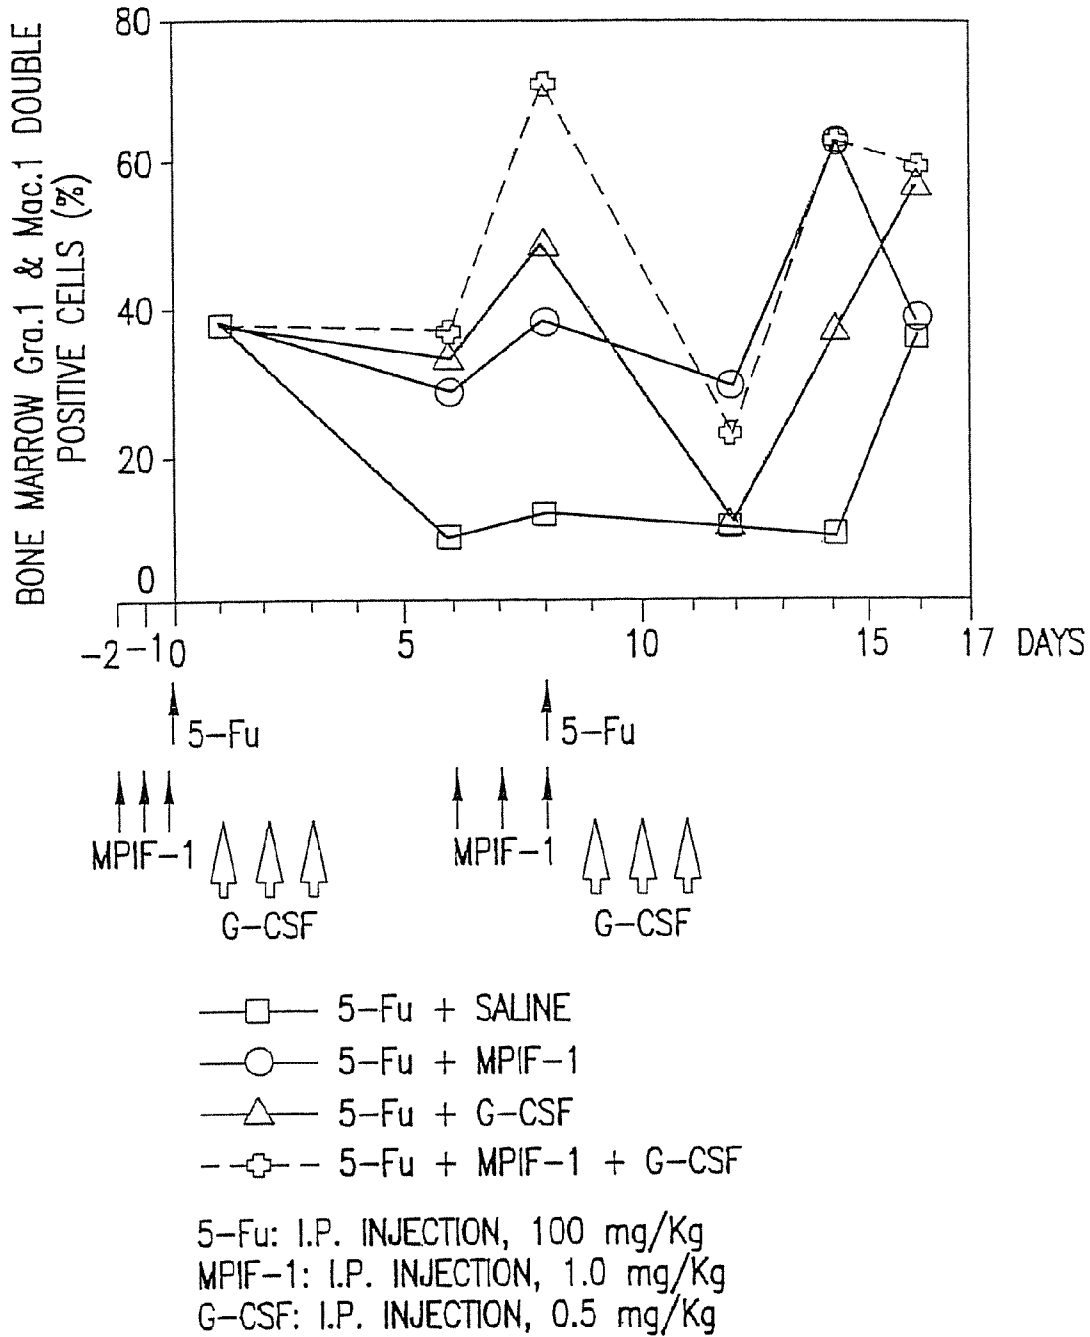 BONE MARROW Gra.1 & Mac.1 DOUBLE
POSITIVE CELLS (%)
80
60
40
20
0
-2 -1 0 5 10 15 17 DAYS
5-Fu 5-Fu
MPIF-1 MPIF-1
G-CSF G-CSF
5-Fu + SALINE
5-Fu + MPIF-1
5-Fu + G-CSF
5-Fu + MPIF-1 + G-CSF
5-Fu: I.P. INJECTION, 100 mg/Kg
MPIF-1: I.P. INJECTION, 1.0 mg/Kg
G-CSF: I.P. INJECTION, 0.5 mg/Kg